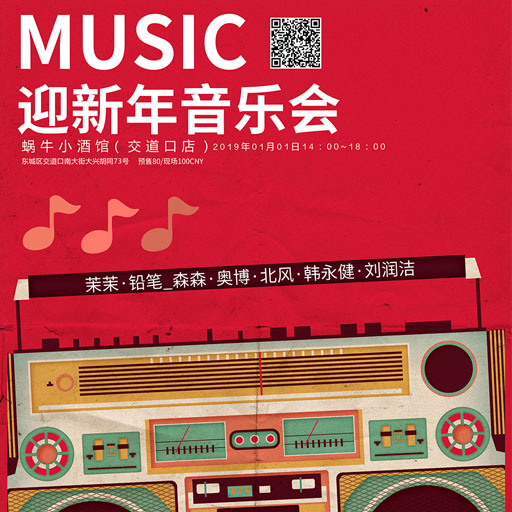 MUSIC
迎新年音乐会
蜗牛小酒馆(交道口店)2019年01月01日14：00~18：00
东城区交道口南大街大兴胡同73号 预售80/现场100CNY
茉茉·铅笔_森森·奥博·北风·韩永健·刘润洁